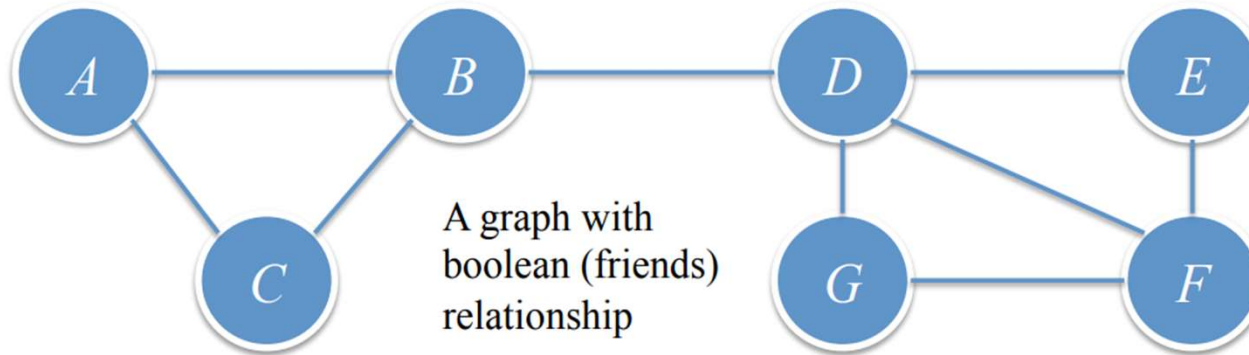 A B D E
A graph with
boolean (friends)
relationship
C G F